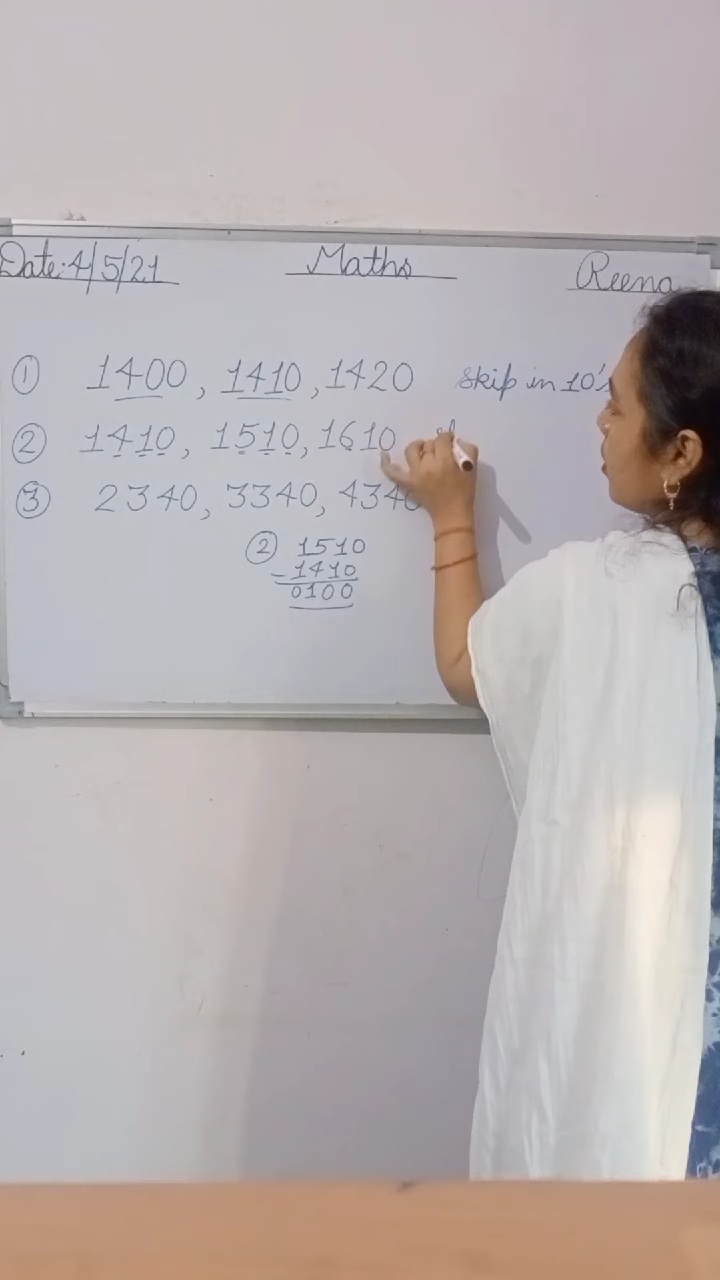 Date: 4/5/21 Maths Reena
① 1400, 1410, 1420 skip in 10's
② 1410, 1510, 1610
③ 2340, 3340, 4340
② 1510
- 1410
0100